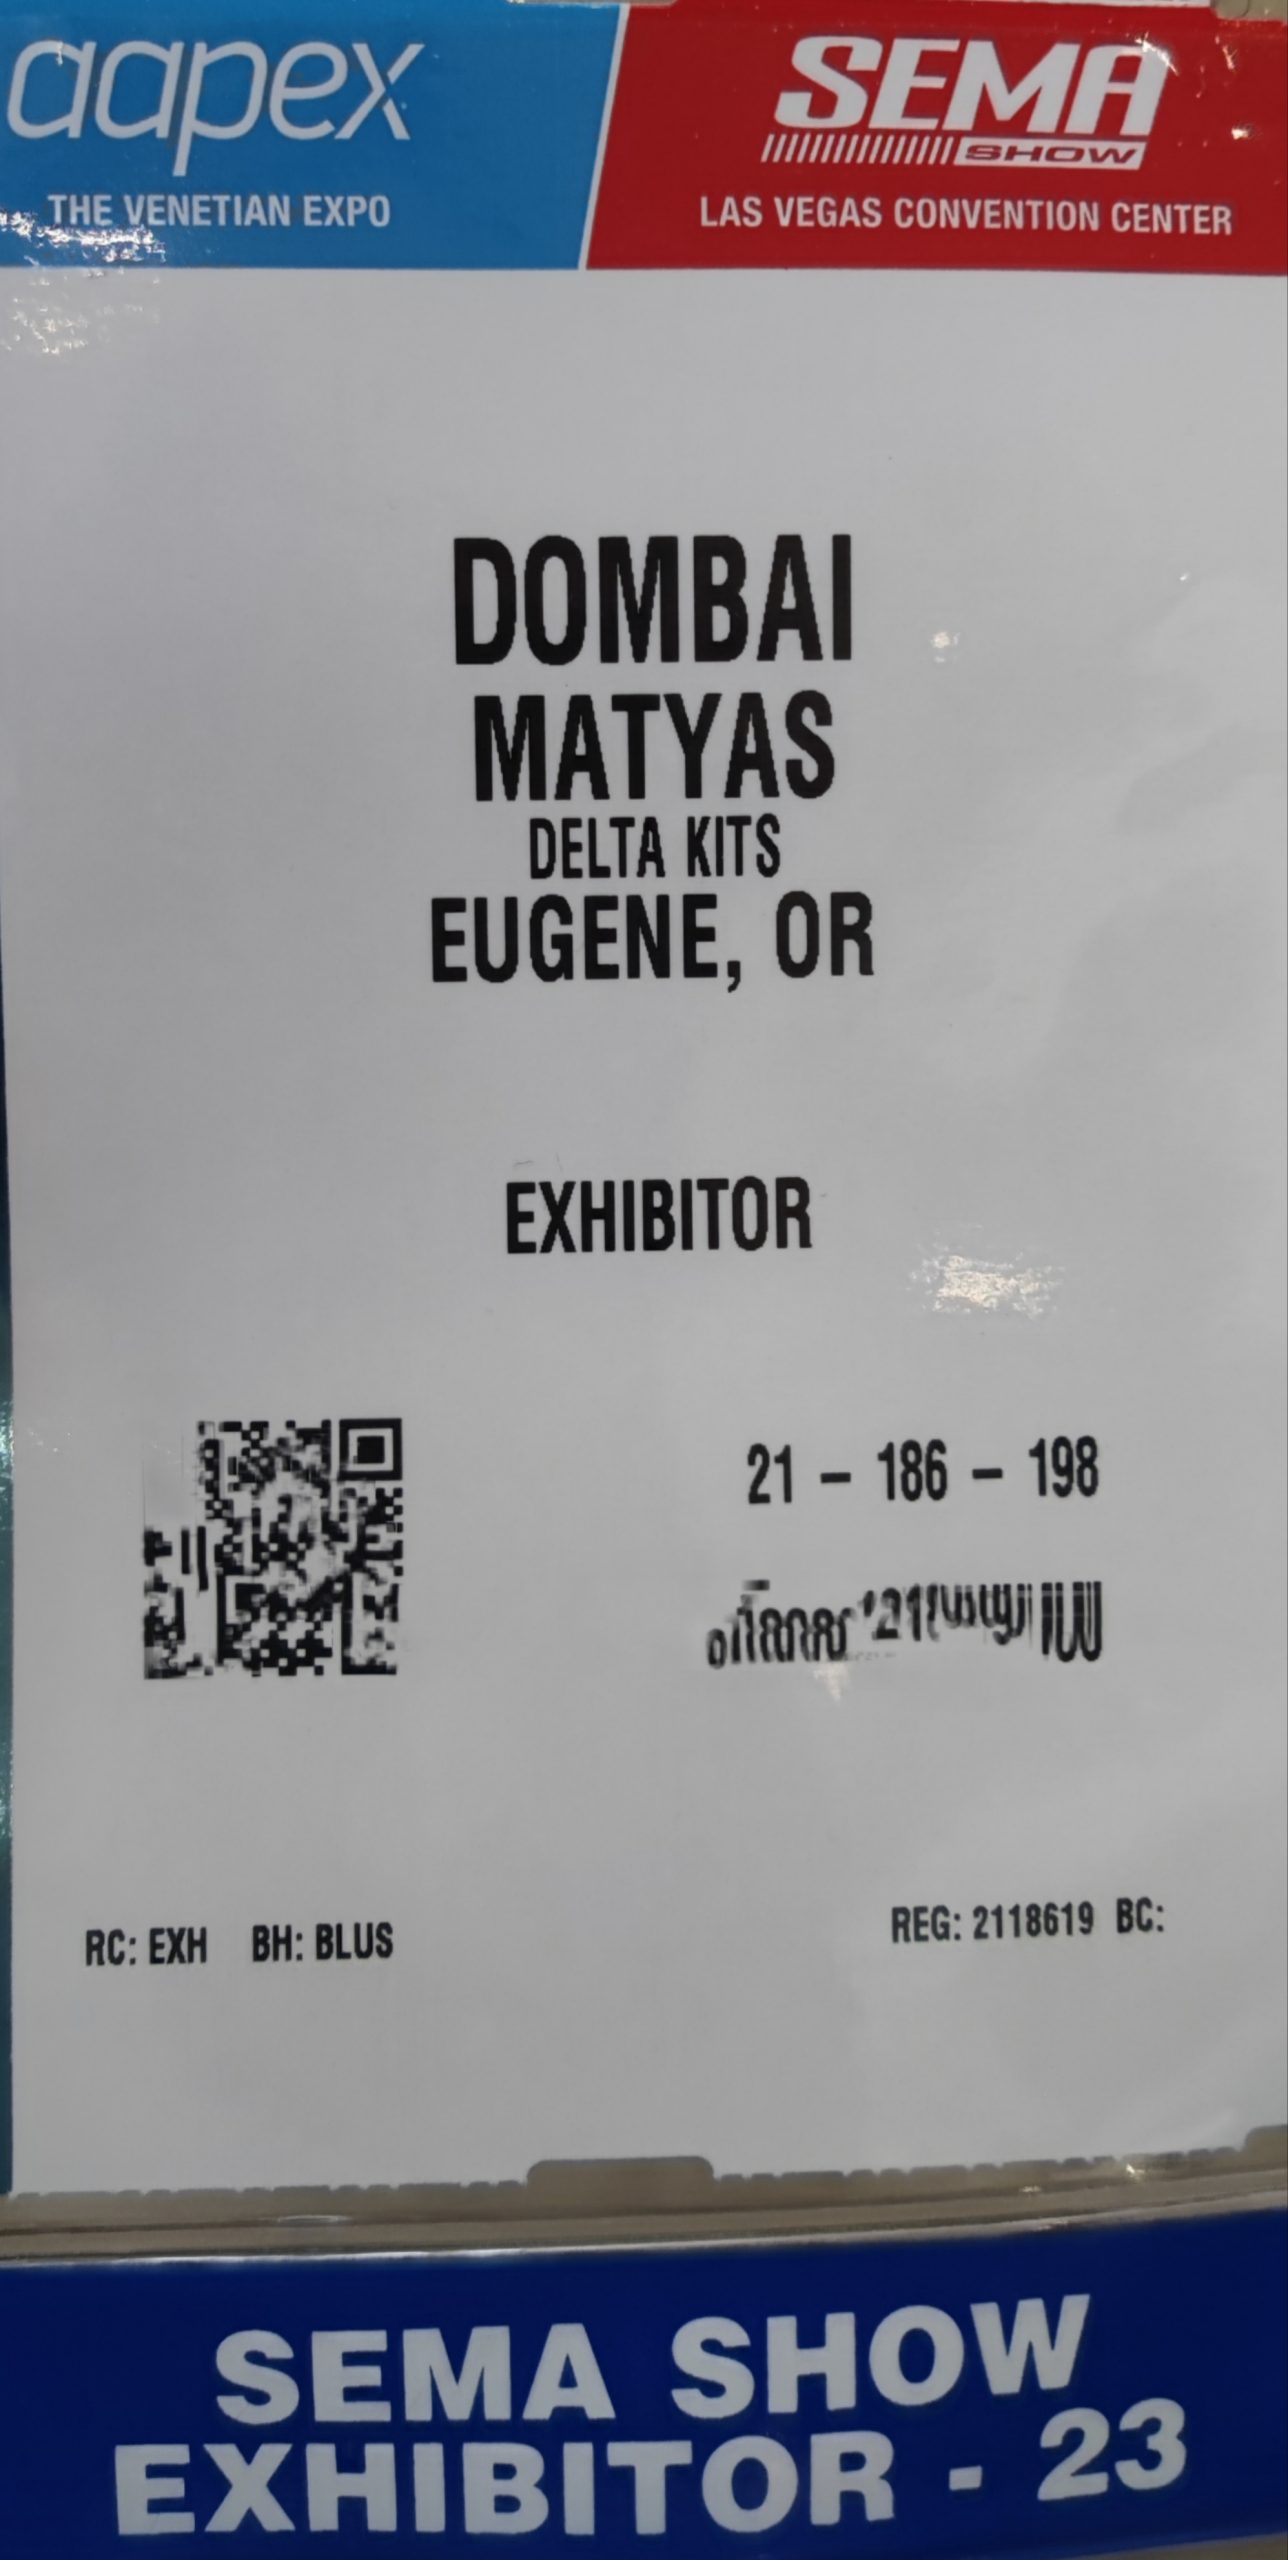 aapex
THE VENETIAN EXPO
SEMA
SHOW
LAS VEGAS CONVENTION CENTER
DOMBAI
MATYAS
DELTA KITS
EUGENE, OR
EXHIBITOR
21 – 186 – 198
RC: EXH BH: BLUS
REG: 2118619 BC:
SEMA SHOW
EXHIBITOR - 23